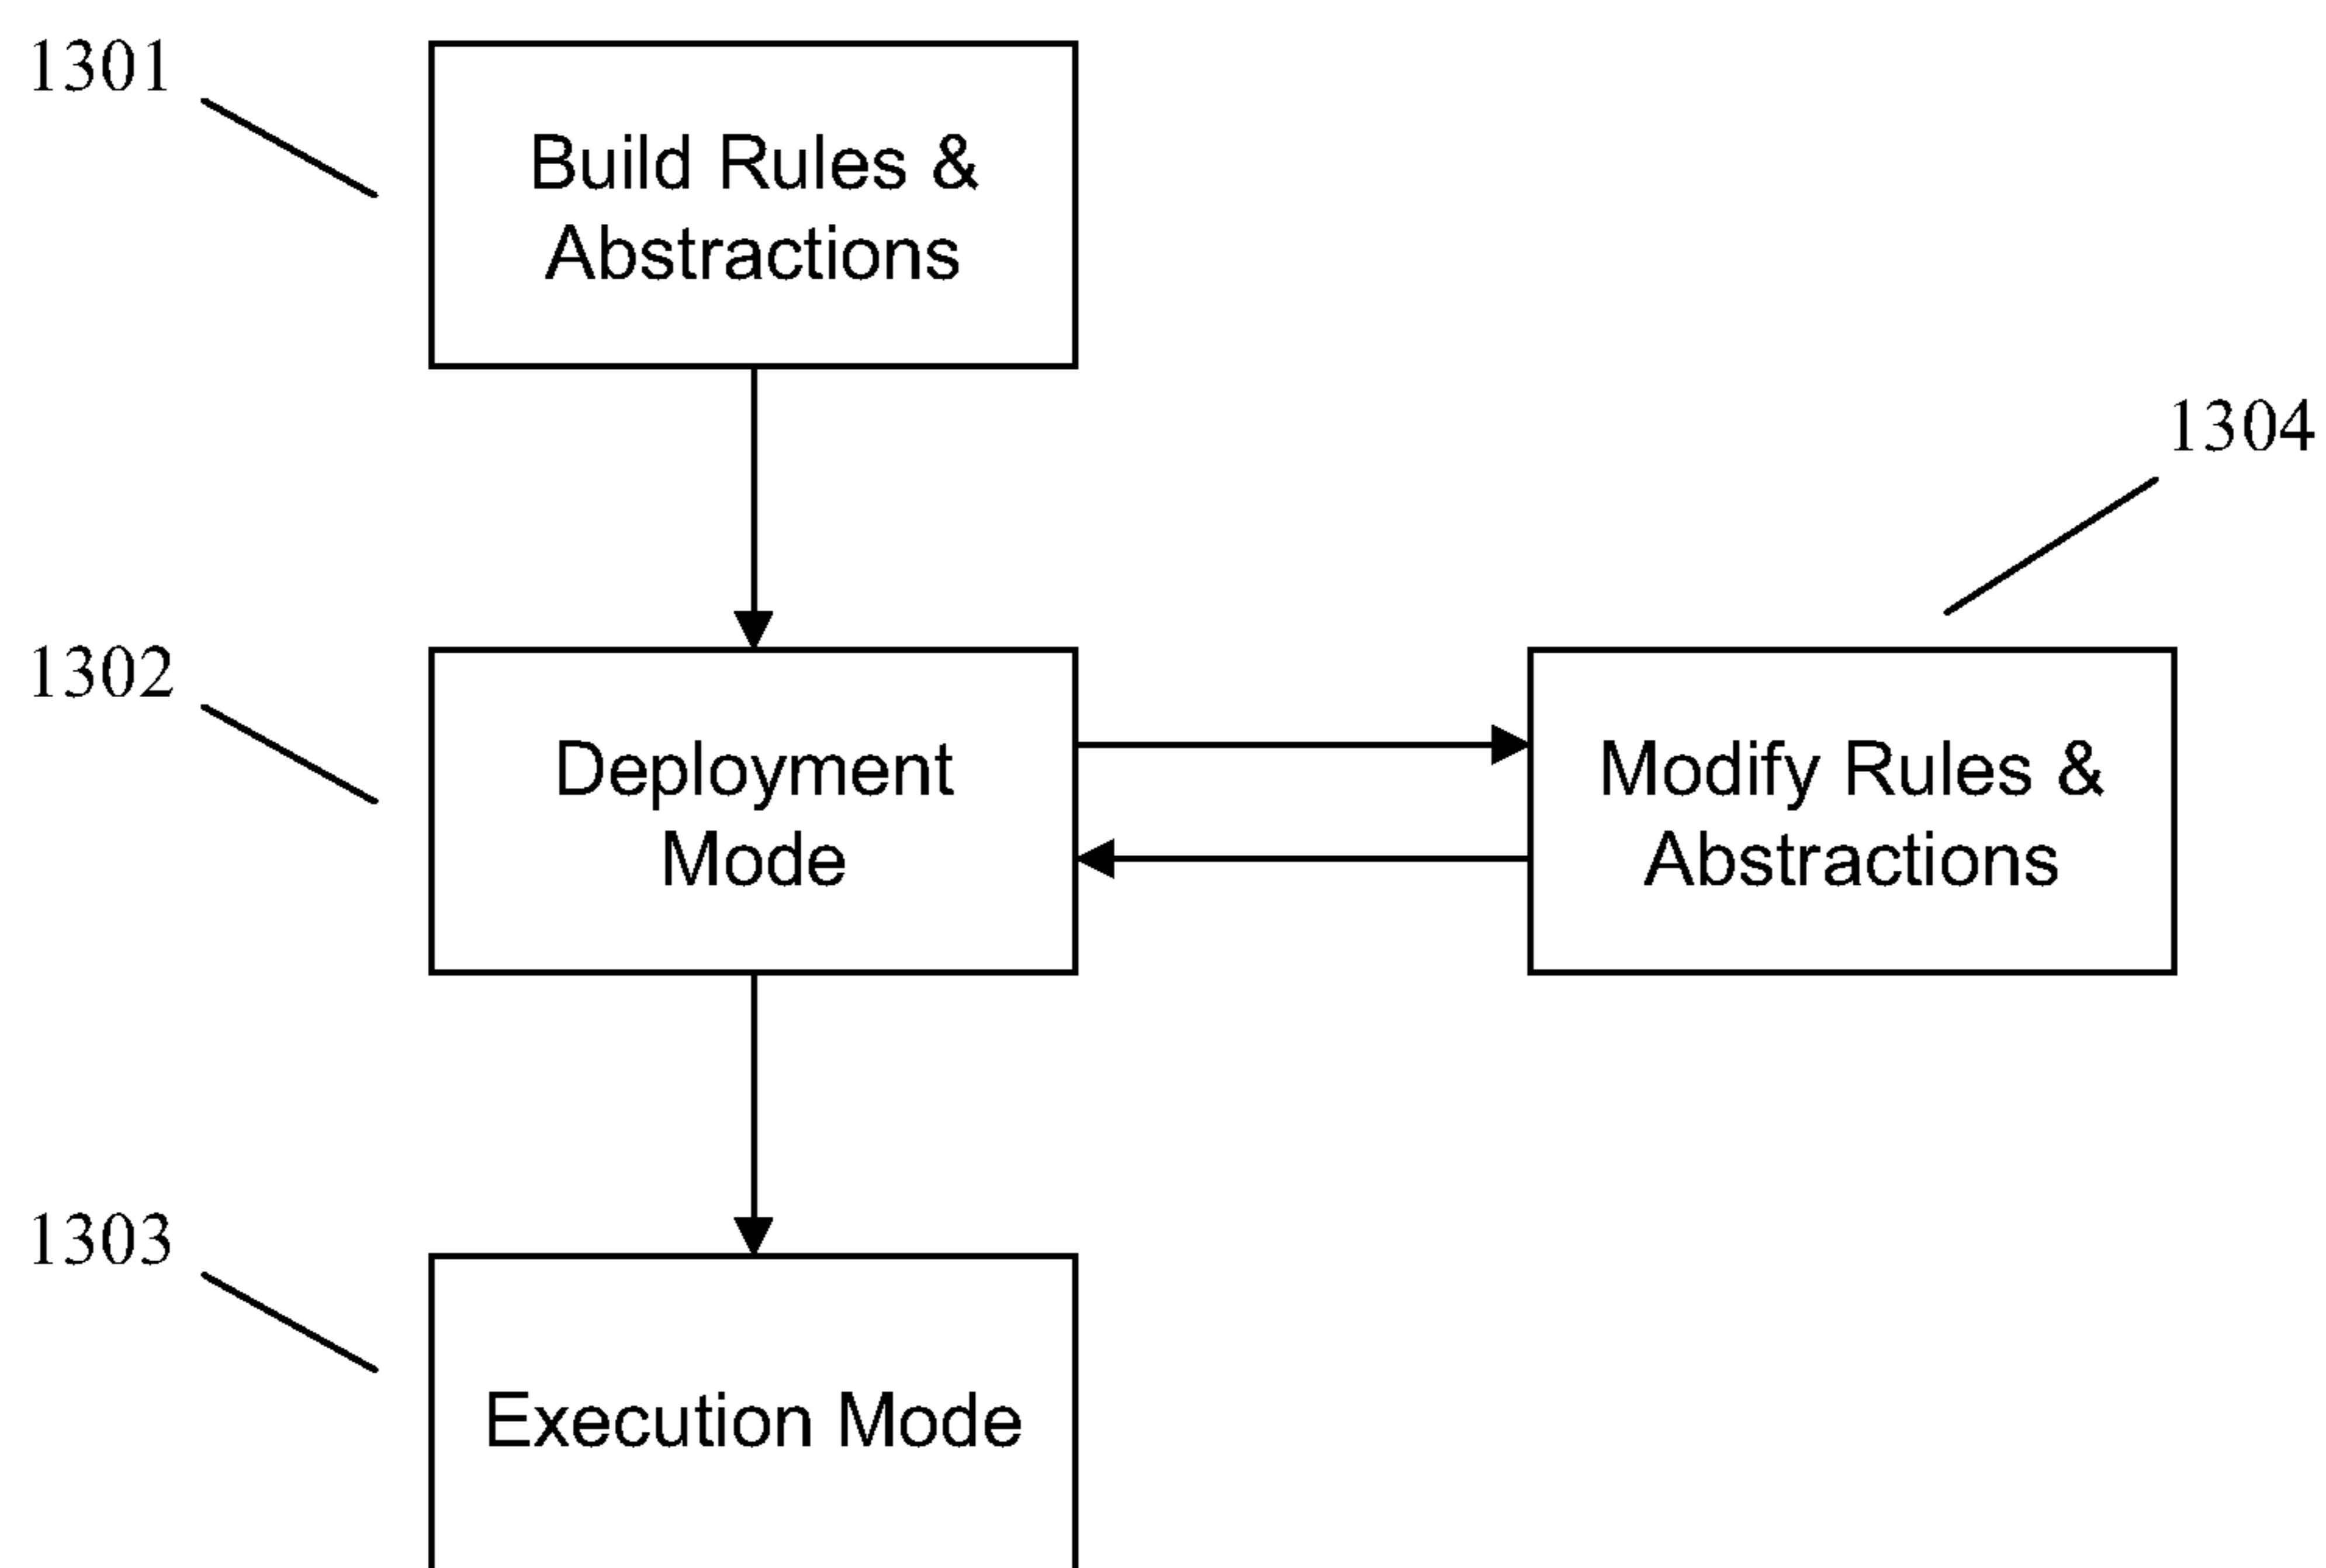 1301
Build Rules &
Abstractions
1304
1302
Deployment
Mode
Modify Rules &
Abstractions
1303
Execution Mode